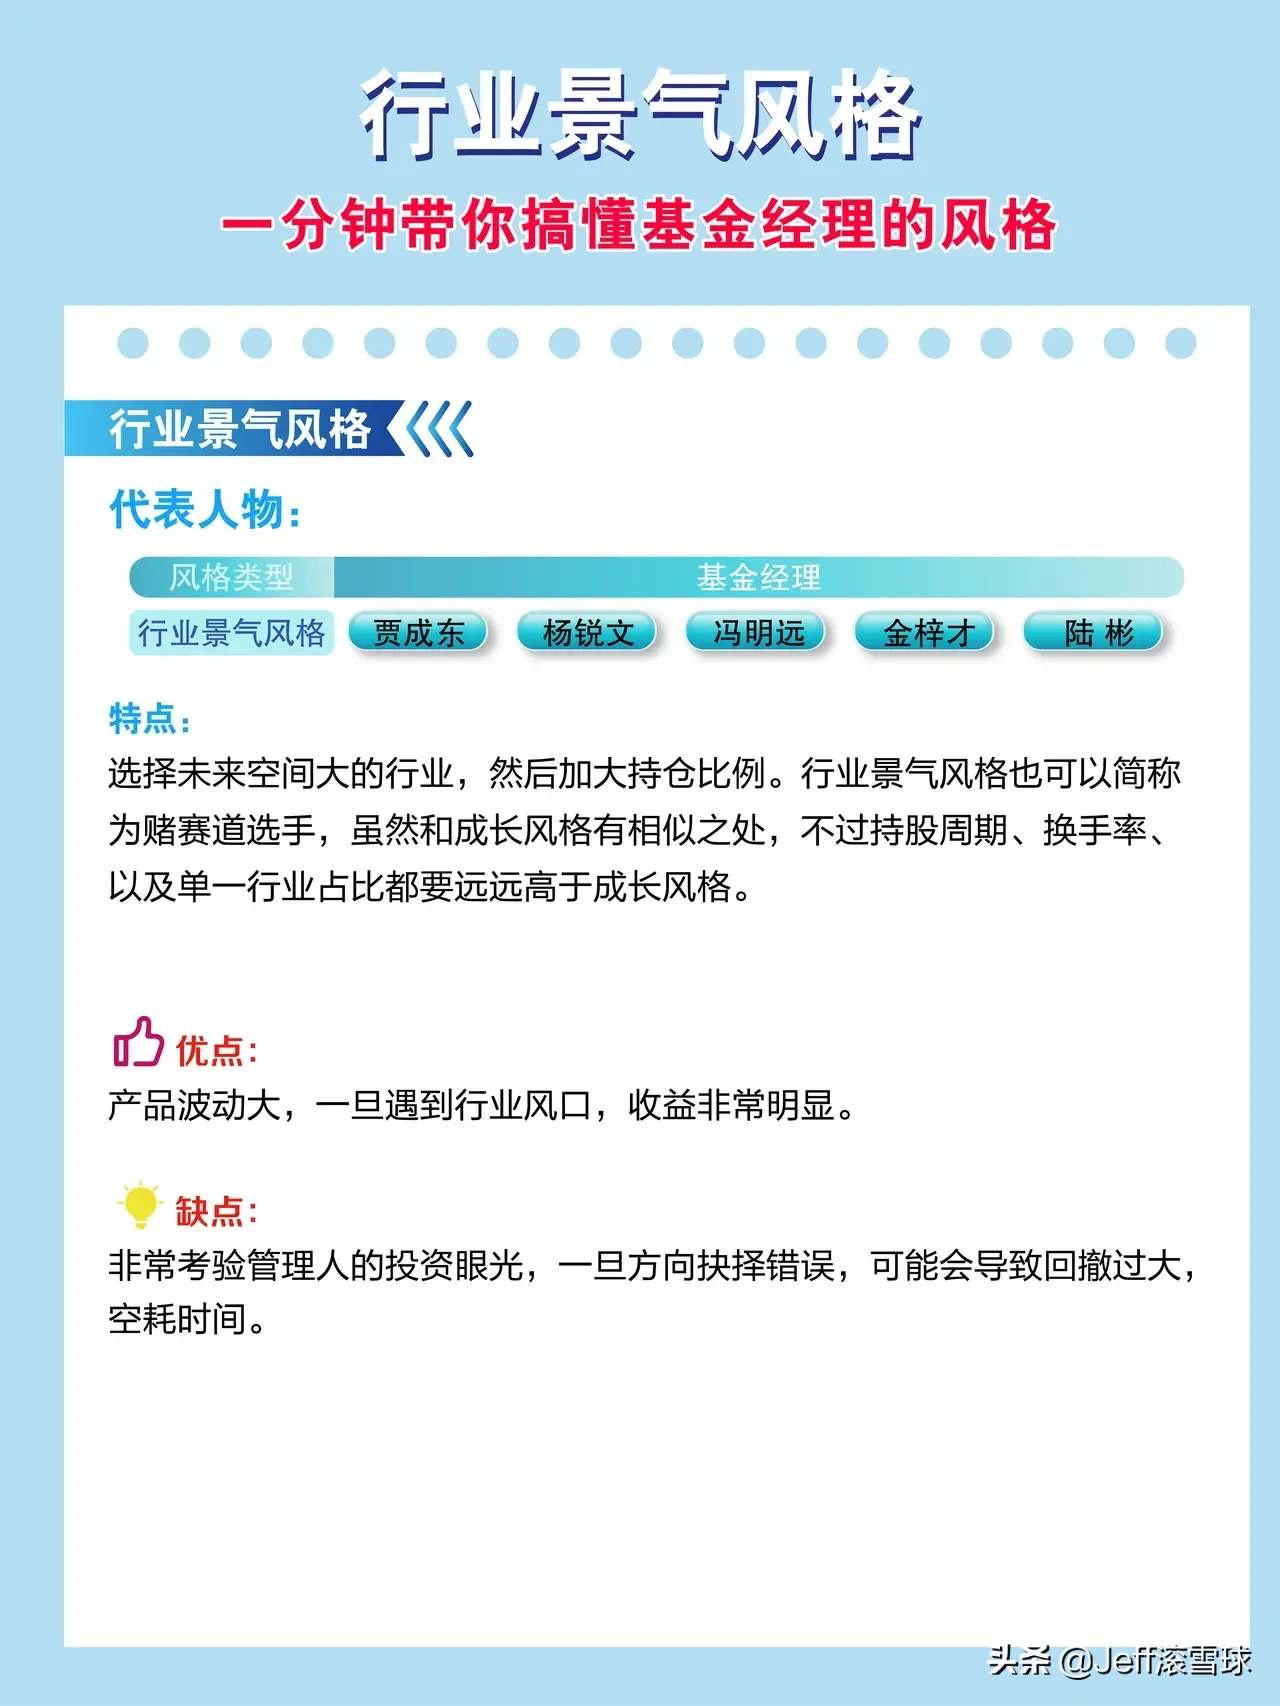 行业景气风格
一分钟带你搞懂基金经理的风格
行业景气风格
代表人物：
风格类型 基金经理
行业景气风格 贾成东 杨锐文 冯明远 金梓才 陆 彬
特点：
选择未来空间大的行业，然后加大持仓比例。行业景气风格也可以简称
为赌赛道选手，虽然和成长风格有相似之处，不过持股周期、换手率、
以及单一行业占比都要远远高于成长风格。
优点：
产品波动大，一旦遇到行业风口，收益非常明显。
缺点：
非常考验管理人的投资眼光，一旦方向抉择错误，可能会导致回撤过大，
空耗时间。
头条 @Jeff滚雪球